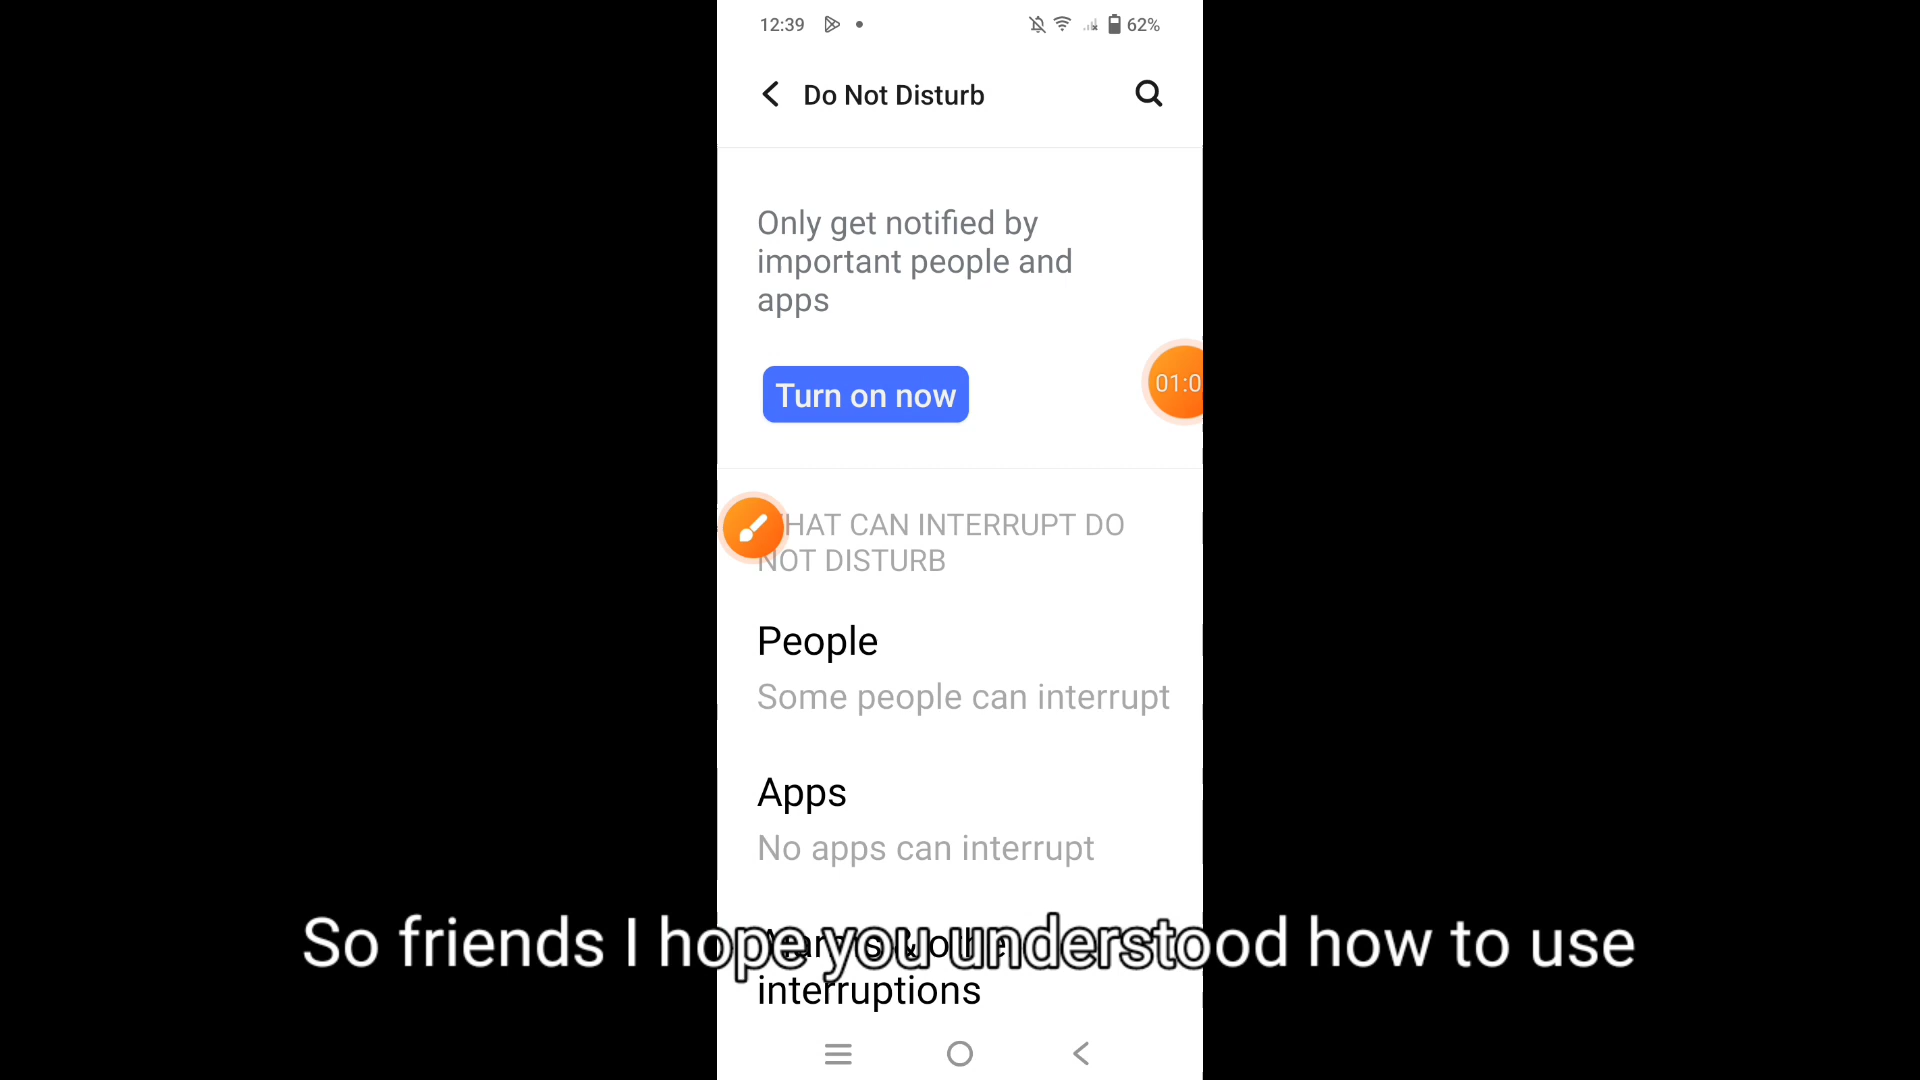 12:39
62%
Do Not Disturb
Only get notified by
important people and
apps
Turn on now
01:0
HAT CAN INTERRUPT DO
NOT DISTURB
People
Some people can interrupt
Apps
No apps can interrupt
So friends I hope you understood how to use
interruptions